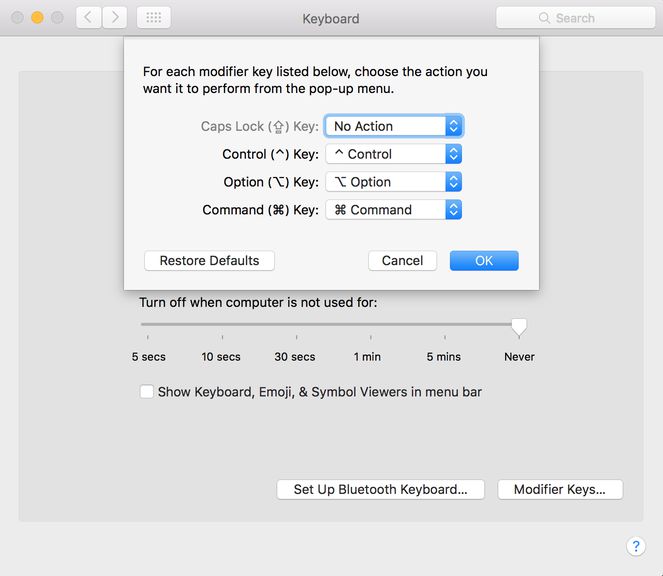 Keyboard
Search
For each modifier key listed below, choose the action you
want it to perform from the pop-up menu.
Caps Lock (⇪) Key: No Action
Control (^) Key: ^ Control
Option (⌥) Key: ⌥ Option
Command (⌘) Key: ⌘ Command
Restore Defaults Cancel OK
Turn off when computer is not used for:
5 secs 10 secs 30 secs 1 min 5 mins Never
Show Keyboard, Emoji, & Symbol Viewers in menu bar
Set Up Bluetooth Keyboard... Modifier Keys...
?